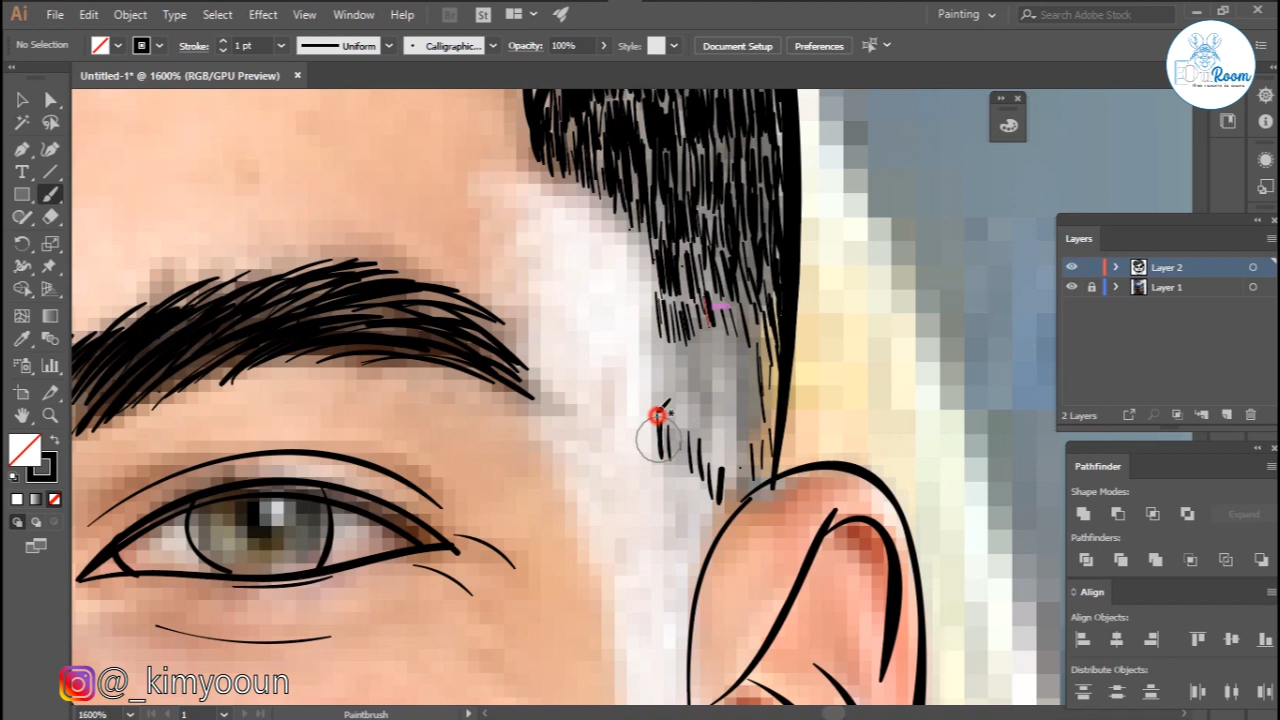 Ai File Edit Object Type Select Effect View Window Help Br St Painting Search Adobe Stock
No Selection Stroke: 1 pt Uniform Calligraphic... Opacity: 100% Style: Document Setup Preferences
Room
Untitled-1* @ 1600% (RGB/GPU Preview)
Layers
Layer 2
Layer 1
2 Layers
Pathfinder
Shape Modes:
Expand
Pathfinders:
Align
Align Objects:
Distribute Objects:
@_kimyooun
1600% 1 Paintbrush